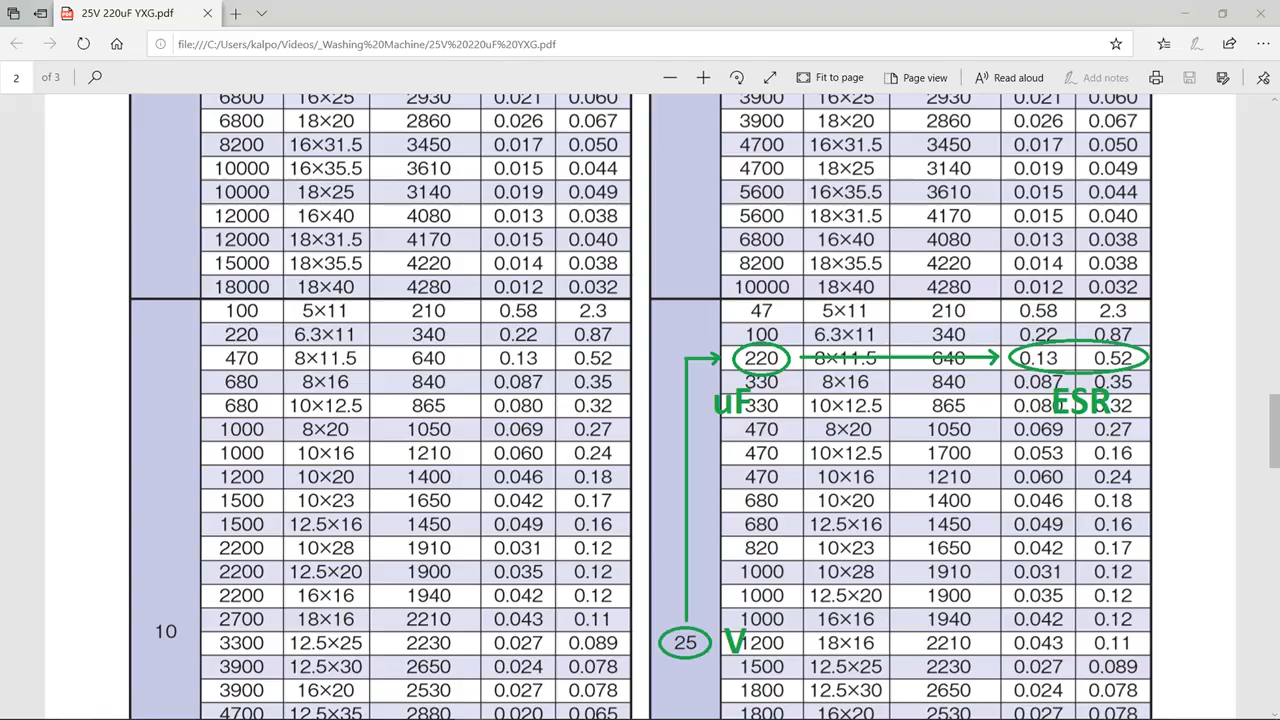 25V 220uF YXG.pdf
file:///C:/Users/kalpo/Videos/_Washing%20Machine/25V%20220uF%20YXG.pdf
2 of 3 Fit to page Page view Read aloud Add notes
6800 16×25 2930 0.021 0.060 3900 16×25 2930 0.021 0.060
6800 18×20 2860 0.026 0.067 3900 18×20 2860 0.026 0.067
8200 16×31.5 3450 0.017 0.050 4700 16×31.5 3450 0.017 0.050
10000 16×35.5 3610 0.015 0.044 4700 18×25 3140 0.019 0.049
10000 18×25 3140 0.019 0.049 5600 16×35.5 3610 0.015 0.044
12000 16×40 4080 0.013 0.038 5600 18×31.5 4170 0.015 0.040
12000 18×31.5 4170 0.015 0.040 6800 16×40 4080 0.013 0.038
15000 18×35.5 4220 0.014 0.038 8200 18×35.5 4220 0.014 0.038
18000 18×40 4280 0.012 0.032 10000 18×40 4280 0.012 0.032
100 5×11 210 0.58 2.3 47 5×11 210 0.58 2.3
220 6.3×11 340 0.22 0.87 100 6.3×11 340 0.22 0.87
470 8×11.5 640 0.13 0.52 220 8×11.5 640 0.13 0.52
680 8×16 840 0.087 0.35 330 8×16 840 0.087 0.35
uF ESR
680 10×12.5 865 0.080 0.32 330 10×12.5 865 0.080 0.32
1000 8×20 1050 0.069 0.27 470 8×20 1050 0.069 0.27
1000 10×16 1210 0.060 0.24 470 10×12.5 1700 0.053 0.16
1200 10×20 1400 0.046 0.18 470 10×16 1210 0.060 0.24
1500 10×23 1650 0.042 0.17 680 10×20 1400 0.046 0.18
1500 12.5×16 1450 0.049 0.16 680 12.5×16 1450 0.049 0.16
2200 10×28 1910 0.031 0.12 820 10×23 1650 0.042 0.17
2200 12.5×20 1900 0.035 0.12 1000 10×28 1910 0.031 0.12
2200 16×16 1940 0.042 0.12 1000 12.5×20 1900 0.035 0.12
10 2700 18×16 2210 0.043 0.11 1000 16×16 1940 0.042 0.12
3300 12.5×25 2230 0.027 0.089 25 V 1200 18×16 2210 0.043 0.11
3900 12.5×30 2650 0.024 0.078 1500 12.5×25 2230 0.027 0.089
3900 16×20 2530 0.027 0.078 1800 12.5×30 2650 0.024 0.078
4700 12.5×35 2880 0.020 0.065 1800 16×20 2530 0.027 0.078